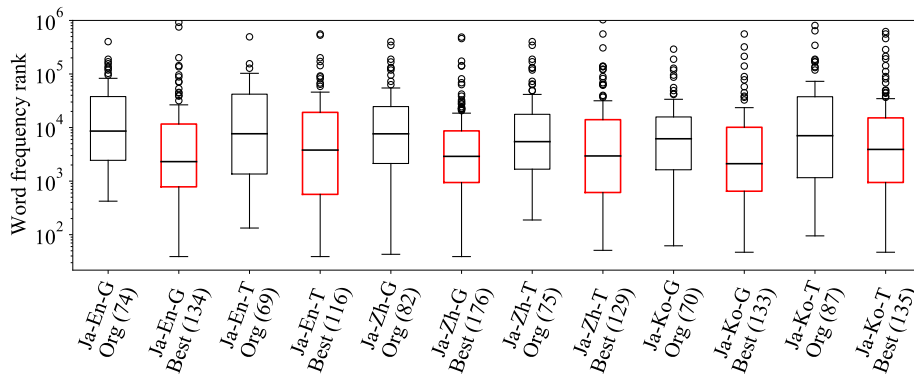 Word frequency rank
10^6
10^5
10^4
10^3
10^2
Ja-En-G
Org (74)
Ja-En-G
Best (134)
Ja-En-T
Org (69)
Ja-En-T
Best (116)
Ja-Zh-G
Org (82)
Ja-Zh-G
Best (176)
Ja-Zh-T
Org (75)
Ja-Zh-T
Best (129)
Ja-Ko-G
Org (70)
Ja-Ko-G
Best (133)
Ja-Ko-T
Org (87)
Ja-Ko-T
Best (135)